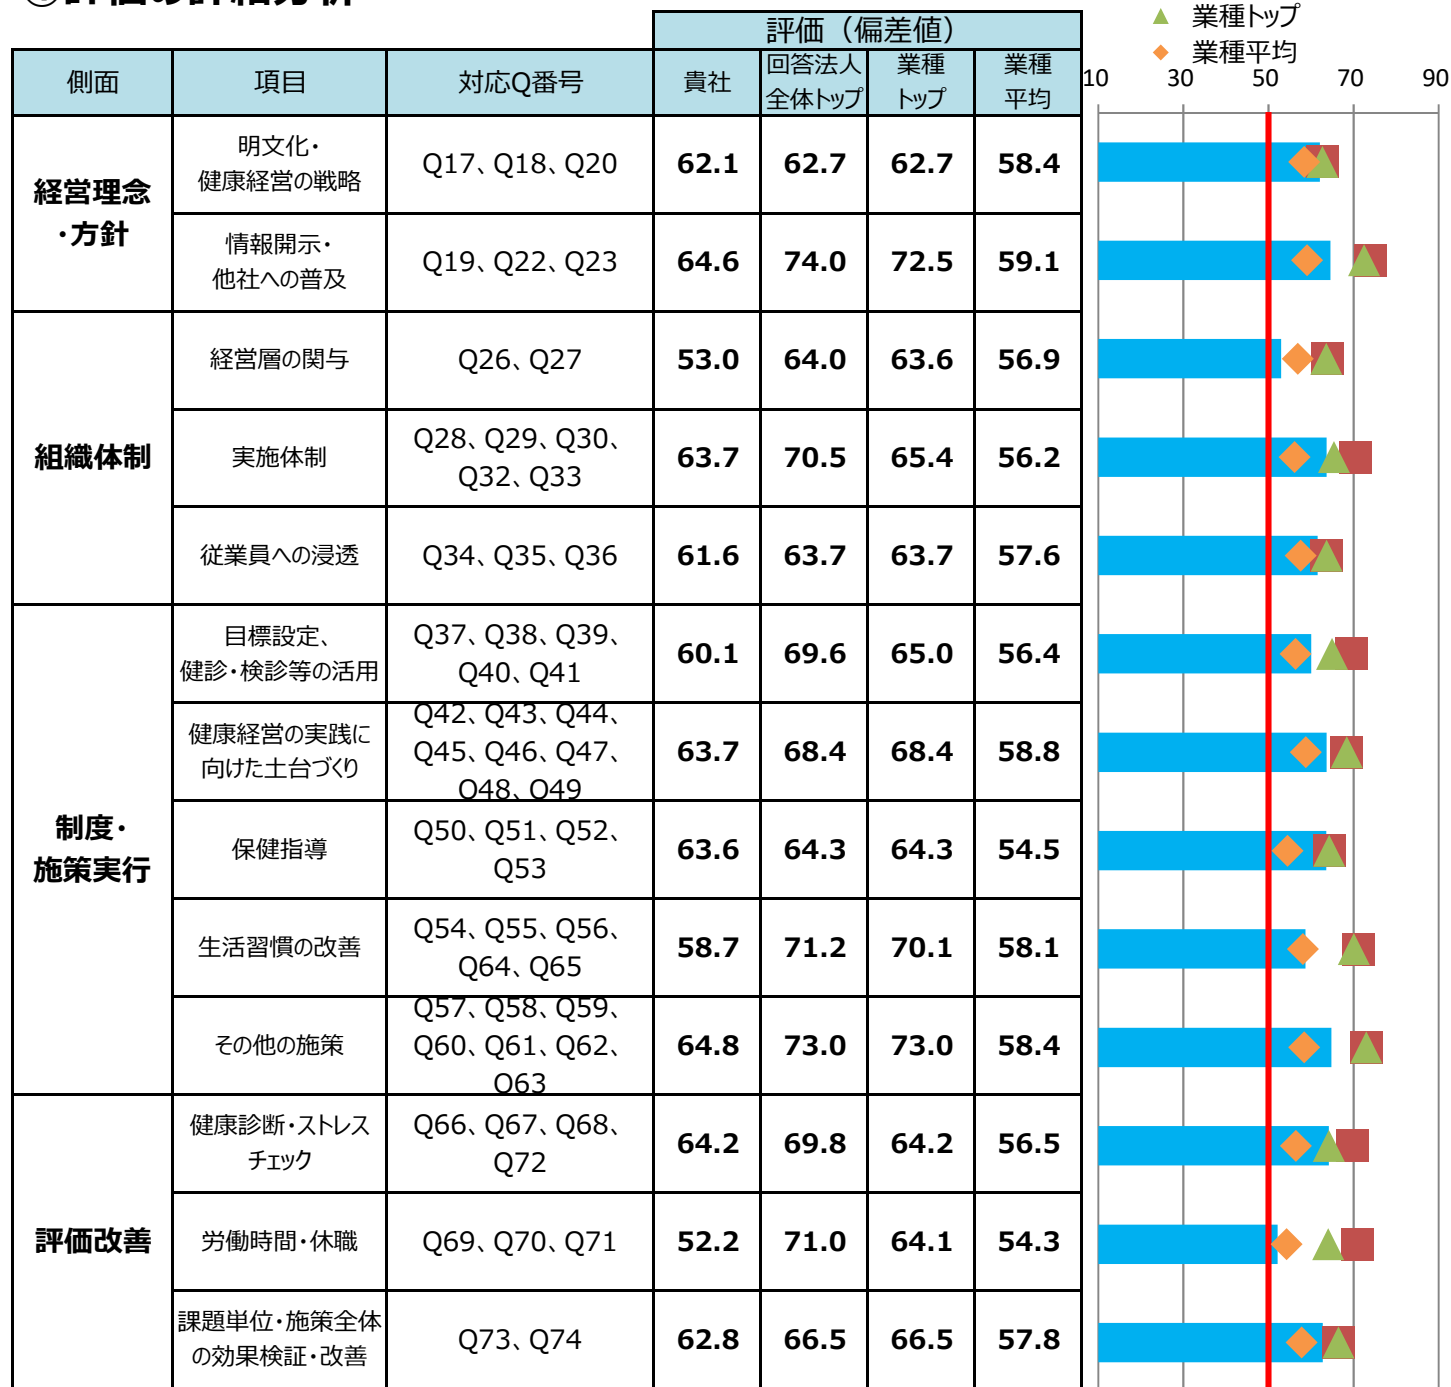 評価の詳細分析
業種トップ
業種平均
評価（偏差値）
側面 項目 対応Q番号 貴社 回答法人全体トップ 業種トップ 業種平均
10 30 50 70 90
経営理念・方針
明文化・健康経営の戦略 Q17、Q18、Q20 62.1 62.7 62.7 58.4
情報開示・他社への普及 Q19、Q22、Q23 64.6 74.0 72.5 59.1
組織体制
経営層の関与 Q26、Q27 53.0 64.0 63.6 56.9
実施体制 Q28、Q29、Q30、Q32、Q33 63.7 70.5 65.4 56.2
従業員への浸透 Q34、Q35、Q36 61.6 63.7 63.7 57.6
制度・施策実行
目標設定、健診・検診等の活用 Q37、Q38、Q39、Q40、Q41 60.1 69.6 65.0 56.4
健康経営の実践に向けた土台づくり Q42、Q43、Q44、Q45、Q46、Q47、Q48、Q49 63.7 68.4 68.4 58.8
保健指導 Q50、Q51、Q52、Q53 63.6 64.3 64.3 54.5
生活習慣の改善 Q54、Q55、Q56、Q64、Q65 58.7 71.2 70.1 58.1
その他の施策 Q57、Q58、Q59、Q60、Q61、Q62、Q63 64.8 73.0 73.0 58.4
評価改善
健康診断・ストレスチェック Q66、Q67、Q68、Q72 64.2 69.8 64.2 56.5
労働時間・休職 Q69、Q70、Q71 52.2 71.0 64.1 54.3
課題単位・施策全体の効果検証・改善 Q73、Q74 62.8 66.5 66.5 57.8